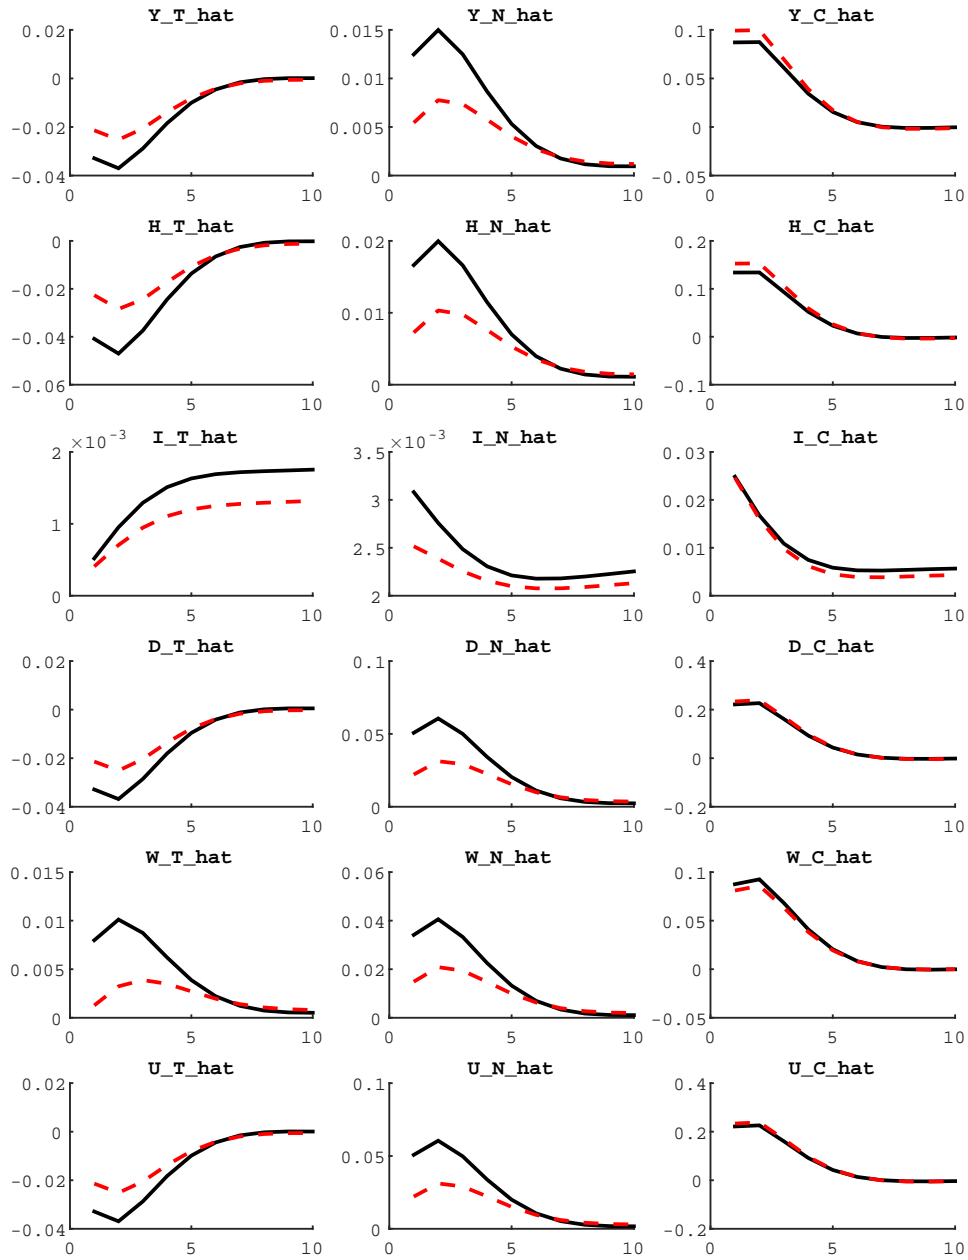 Y_T_hat Y_N_hat Y_C_hat
0.02 0.015 0.1
0 0.01 0.05
-0.02 0.005 0
-0.04 0 -0.05
0 5 10 0 5 10 0 5 10
H_T_hat H_N_hat H_C_hat
0 0.02 0.2
-0.02 0.1
-0.04 0.01 0
-0.06 0 -0.1
0 5 10 0 5 10 0 5 10
×10⁻³ I_T_hat ×10⁻³ I_N_hat I_C_hat
2 3.5 0.03
3 0.02
1 2.5 0.01
0 2 0
0 5 10 0 5 10 0 5 10
D_T_hat D_N_hat D_C_hat
0.02 0.1 0.4
0 0.2
-0.02 0.05 0
-0.04 0 -0.2
0 5 10 0 5 10 0 5 10
W_T_hat W_N_hat W_C_hat
0.015 0.06 0.1
0.01 0.04 0.05
0.005 0.02 0
0 0 -0.05
0 5 10 0 5 10 0 5 10
U_T_hat U_N_hat U_C_hat
0.02 0.1 0.4
0 0.2
-0.02 0.05 0
-0.04 0 -0.2
0 5 10 0 5 10 0 5 10